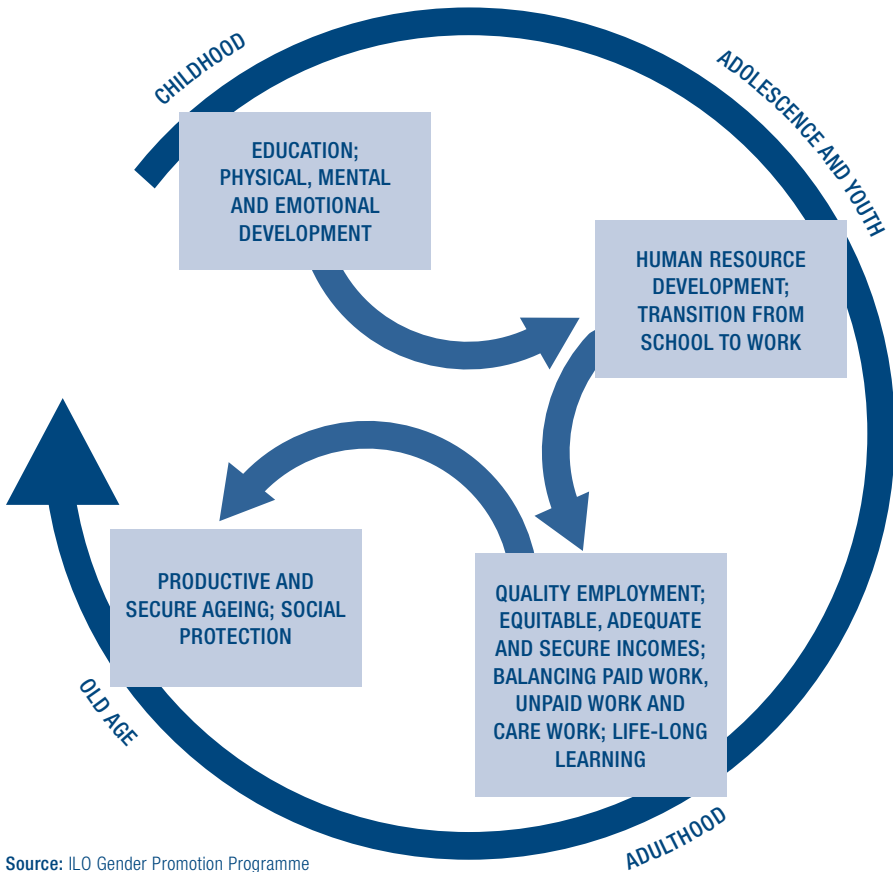 CHILDHOOD
EDUCATION;
PHYSICAL, MENTAL
AND EMOTIONAL
DEVELOPMENT
ADOLESCENCE AND YOUTH
HUMAN RESOURCE
DEVELOPMENT;
TRANSITION FROM
SCHOOL TO WORK
QUALITY EMPLOYMENT;
EQUITABLE, ADEQUATE
AND SECURE INCOMES;
BALANCING PAID WORK,
UNPAID WORK AND
CARE WORK; LIFE-LONG
LEARNING
ADULTHOOD
PRODUCTIVE AND
SECURE AGEING; SOCIAL
PROTECTION
OLD AGE
Source: ILO Gender Promotion Programme